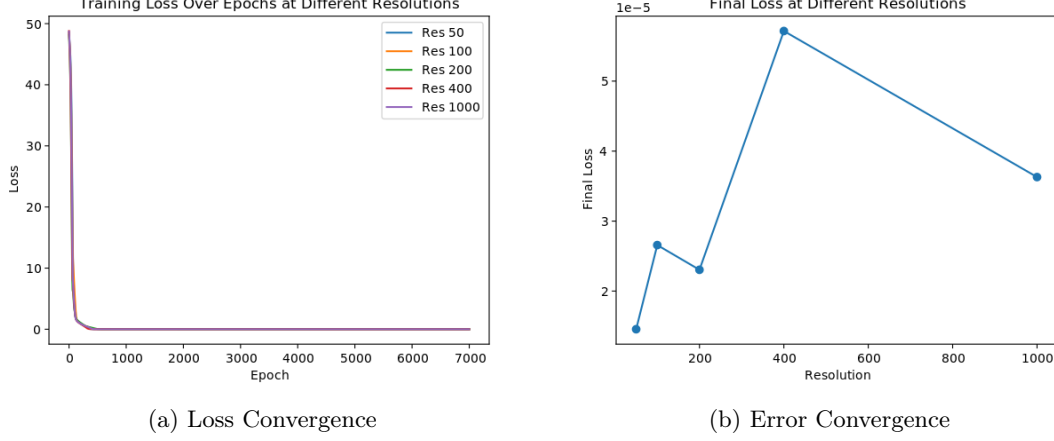 Training Loss Over Epochs at Different Resolutions
50
40
30
20
10
0
Loss
Res 50
Res 100
Res 200
Res 400
Res 1000
0 1000 2000 3000 4000 5000 6000 7000
Epoch
(a) Loss Convergence
1e−5
Final Loss at Different Resolutions
5
4
3
2
Final Loss
200 400 600 800 1000
Resolution
(b) Error Convergence